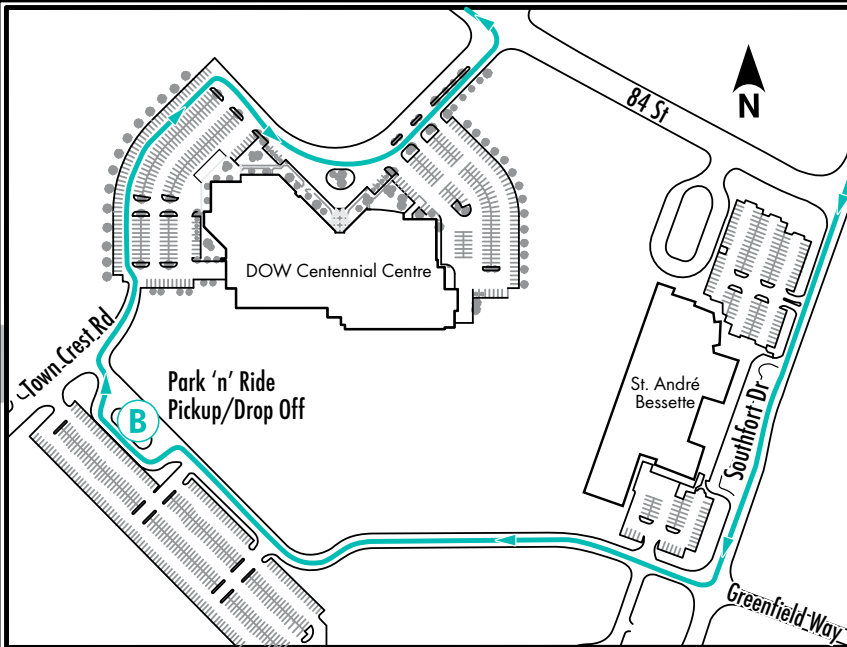 84 St
N
DOW Centennial Centre
Town Crest Rd
Park ‘n’ Ride
Pickup/Drop Off
B
St. André
Bessette
Southfort Dr
Greenfield Way